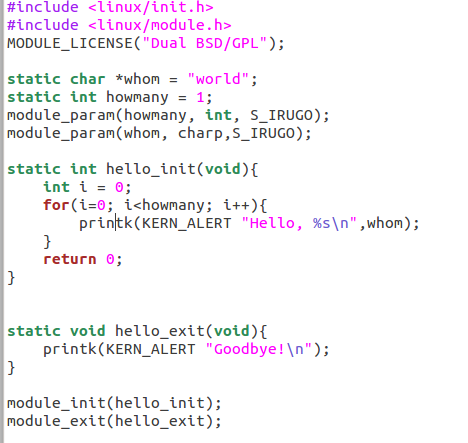 #include <linux/init.h>
#include <linux/module.h>
MODULE_LICENSE("Dual BSD/GPL");

static char *whom = "world";
static int howmany = 1;
module_param(howmany, int, S_IRUGO);
module_param(whom, charp,S_IRUGO);

static int hello_init(void){
    int i = 0;
    for(i=0; i<howmany; i++){
        printk(KERN_ALERT "Hello, %s\n",whom);
    }
    return 0;
}


static void hello_exit(void){
    printk(KERN_ALERT "Goodbye!\n");
}

module_init(hello_init);
module_exit(hello_exit);